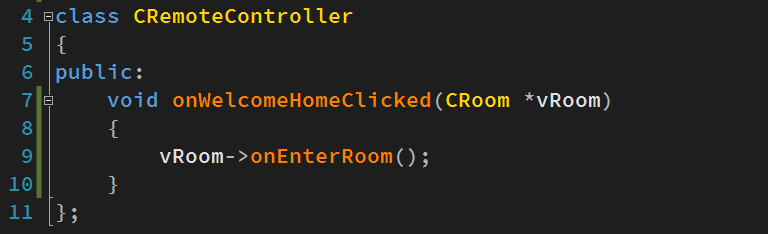 4 class CRemoteController
5 {
6 public:
7     void onWelcomeHomeClicked(CRoom *vRoom)
8     {
9         vRoom->onEnterRoom();
10     }
11 };